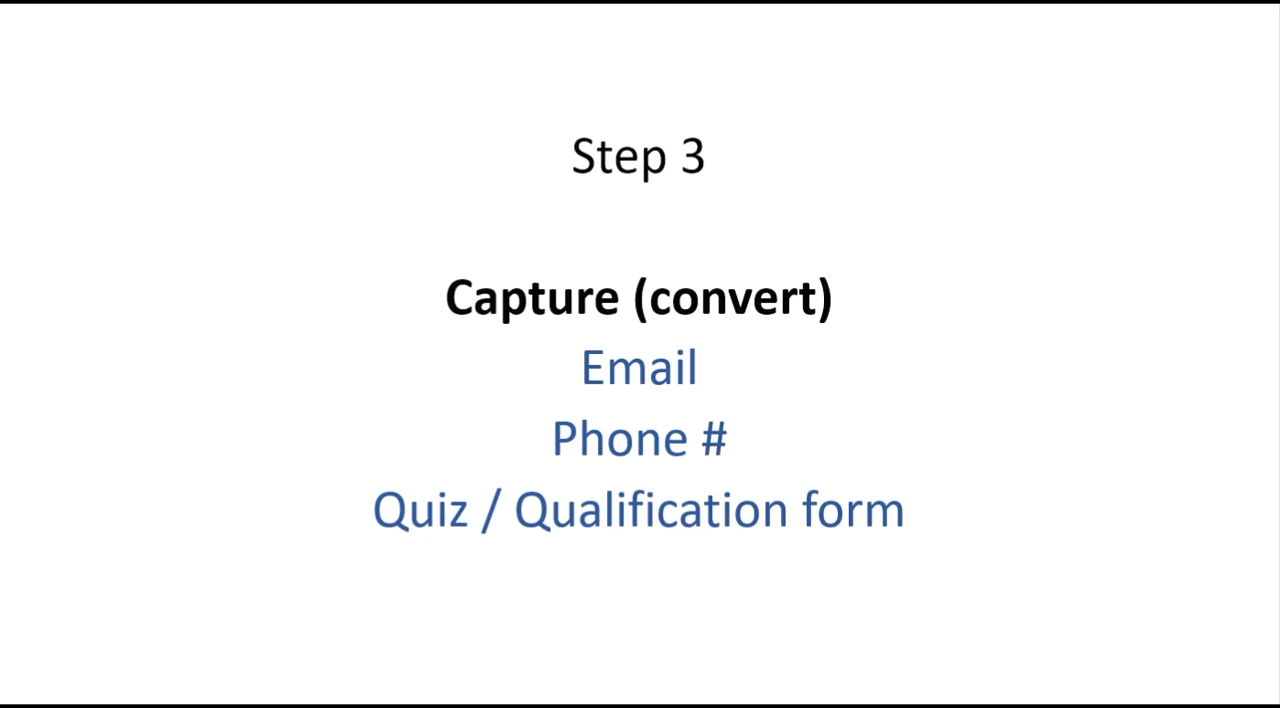 Step 3
Capture (convert)
Email
Phone #
Quiz / Qualification form